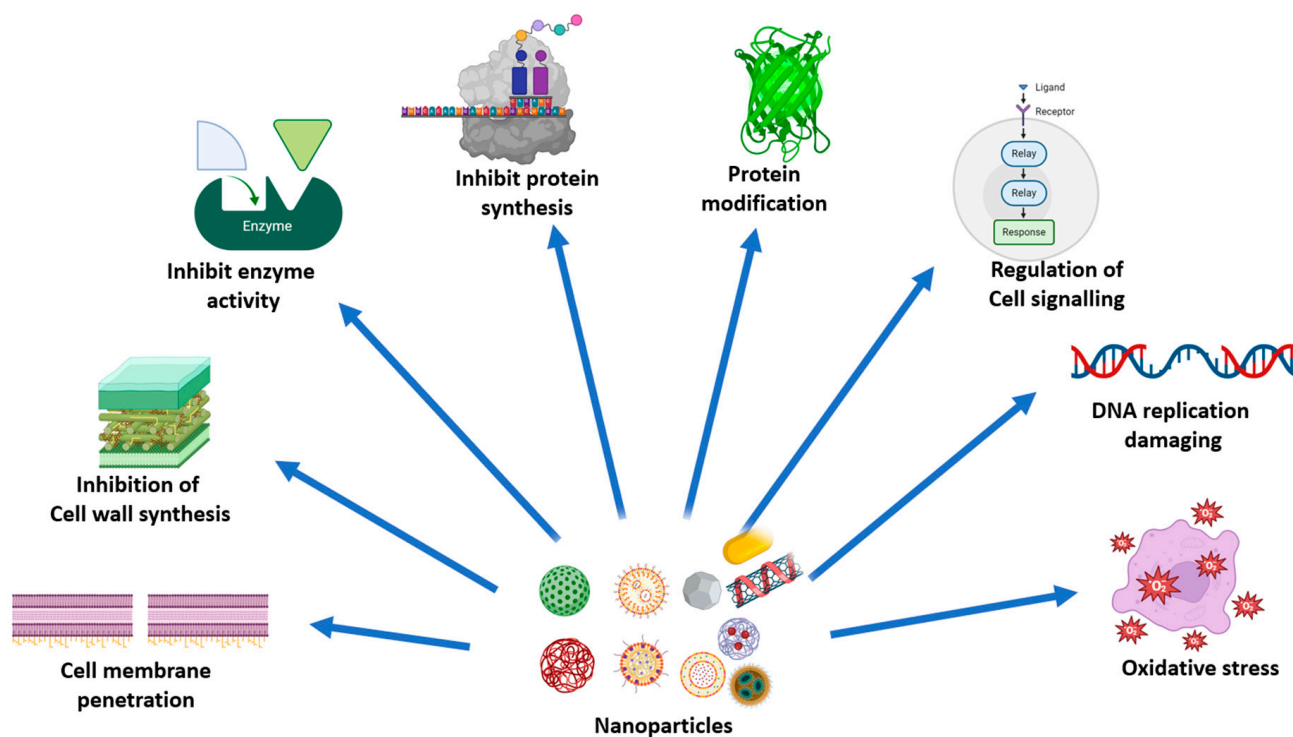 Inhibit protein
synthesis
Protein
modification
Ligand
Receptor
Relay
Relay
Response
Regulation of
Cell signalling
Enzyme
Inhibit enzyme
activity
DNA replication
damaging
Inhibition of
Cell wall synthesis
O₂
Oxidative stress
Cell membrane
penetration
Nanoparticles